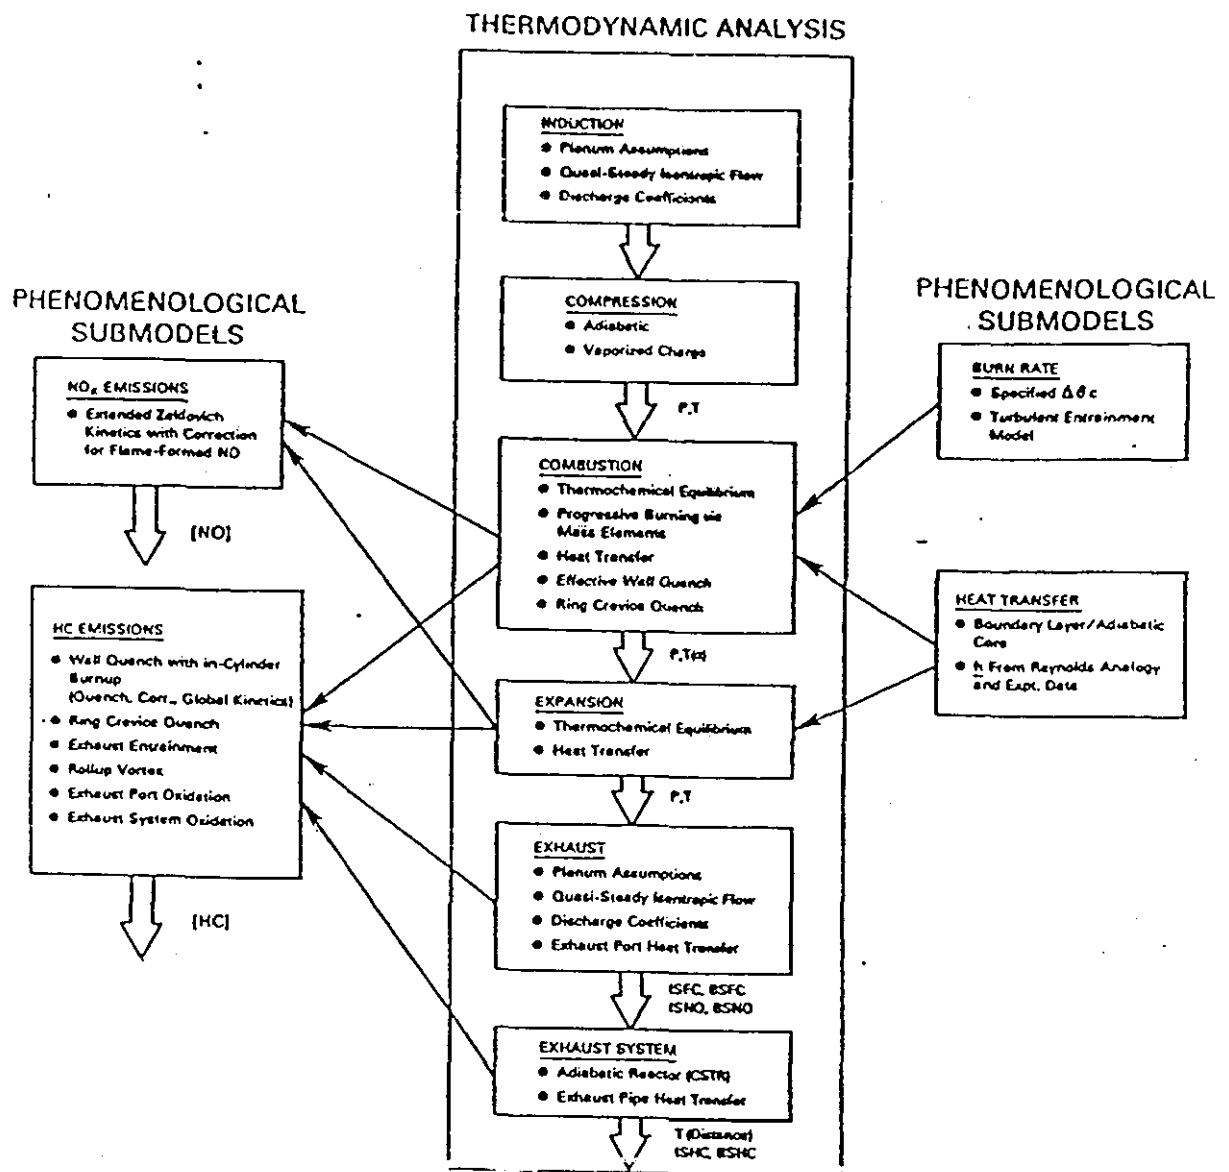 THERMODYNAMIC ANALYSIS
INDUCTION
• Plenum Assumptions
• Quasi-Steady Isentropic Flow
• Discharge Coefficients
COMPRESSION
• Adiabatic
• Vaporized Charge
P,T
COMBUSTION
• Thermochemical Equilibrium
• Progressive Burning via
Mass Elements
• Heat Transfer
• Effective Wall Quench
• Ring Crevice Quench
EXPANSION
• Thermochemical Equilibrium
• Heat Transfer
P,T
EXHAUST
• Plenum Assumptions
• Quasi-Steady Isentropic Flow
• Discharge Coefficients
• Exhaust Port Heat Transfer
ISFC, BSFC
ISNO, BSNO
EXHAUST SYSTEM
• Adiabatic Reactor (CSTR)
• Exhaust Pipe Heat Transfer
T (Distance)
ISHC, BSHC
PHENOMENOLOGICAL
SUBMODELS
NOx EMISSIONS
• Extended Zeldovich
Kinetics with Correction
for Flame-Formed NO
[NO]
HC EMISSIONS
• Wall Quench with in-Cylinder
Burnup
(Quench, Corr., Global Kinetics)
• Ring Crevice Quench
• Exhaust Entrainment
• Rollup Vortex
• Exhaust Port Oxidation
• Exhaust System Oxidation
[HC]
PHENOMENOLOGICAL
SUBMODELS
BURN RATE
• Specified Δθc
• Turbulent Entrainment
Model
HEAT TRANSFER
• Boundary Layer/Adiabatic
Core
• h From Reynolds Analogy
and Expt. Data